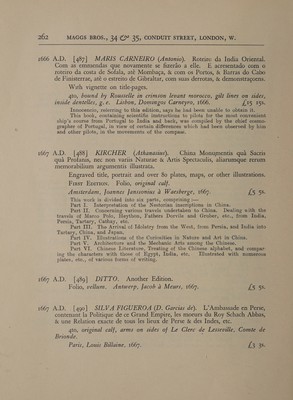 262 MAGGS BROS., 34 & 35, CONDUIT STREET, LONDON, W.
1666 A.D. [487] MARIS CARNEIRO (Antonio). Roteiro da India Oriental.
Com as emmendas que novamente se fizerão a elle. E acresentado com o
roteiro da costa de Sofala, atè Mombaça, & com os Portos, & Barras do Cabo
de Finisterrae, atè o estreito de Gibraltar, com suas derrotas, & demonstraçoens.
With vignette on title-pages.
4to, bound by Rousselle in crimson levant morocco, gilt lines on sides,
inside dentelles, g. e. Lisbon, Domingos Carneyro, 1666. £15 15s.
Innocencio, referring to this edition, says he had been unable to obtain it.
This book, containing scientific instructions to pilots for the most convenient
ship's course from Portugal to India and back, was compiled by the chief cosmo-
grapher of Portugal, in view of certain differences which had been observed by him
and other pilots, in the movements of the compass.
1667 A.D. [488] KIRCHER (Athanasius). China Monumentis quà Sacris
quà Profanis, nec non variis Naturae & Artis Spectaculis, aliarumque rerum
memorabilium argumentis illustrata.
Engraved title, portrait and over 80 plates, maps, or other illustrations.
First Edition. Folio, original calf.
Amsterdam, Joannes Janssonius à Waesberge, 1667. £5 5s.
This work is divided into six parts, comprising :—
Part I. Interpretation of the Nestorian inscriptions in China.
Part II. Concerning various travels undertaken to China. Dealing with the
travels of Marco Polo, Haython, Fathers Dorville and Gruber, etc., from India,
Persia, Tartary, Cathay, etc.
Part III. The Arrival of Idolatry from the West, from Persia, and India into
Tartary, China, and Japan.
Part IV. Illustrations of the Curiosities in Nature and Art in China.
Part V. Architecture and the Mechanic Arts among the Chinese.
Part VI. Chinese Literature, Treating of the Chinese alphabet, and compar-
ing the characters with those of Egypt, India, etc. Illustrated with numerous
plates, etc., of various forms of writing.
1667 A.D. [489] DITTO. Another Edition.
Folio, vellum. Antwerp, Jacob à Meurs, 1667. £5 5s.
1667 A.D. [490] SILVA FIGUEROA (D. Garcias de). L'Ambassade en Perse,
contenant la Politique de ce Grand Empire, les moeurs du Roy Schach Abbas,
& une Relation exacte de tous les lieux de Perse & des Indes, etc.
4to, original calf, arms on sides of Le Clerc de Lesseville, Comte de
Brionde.
Paris, Louis Billaine, 1667. £3 3s.